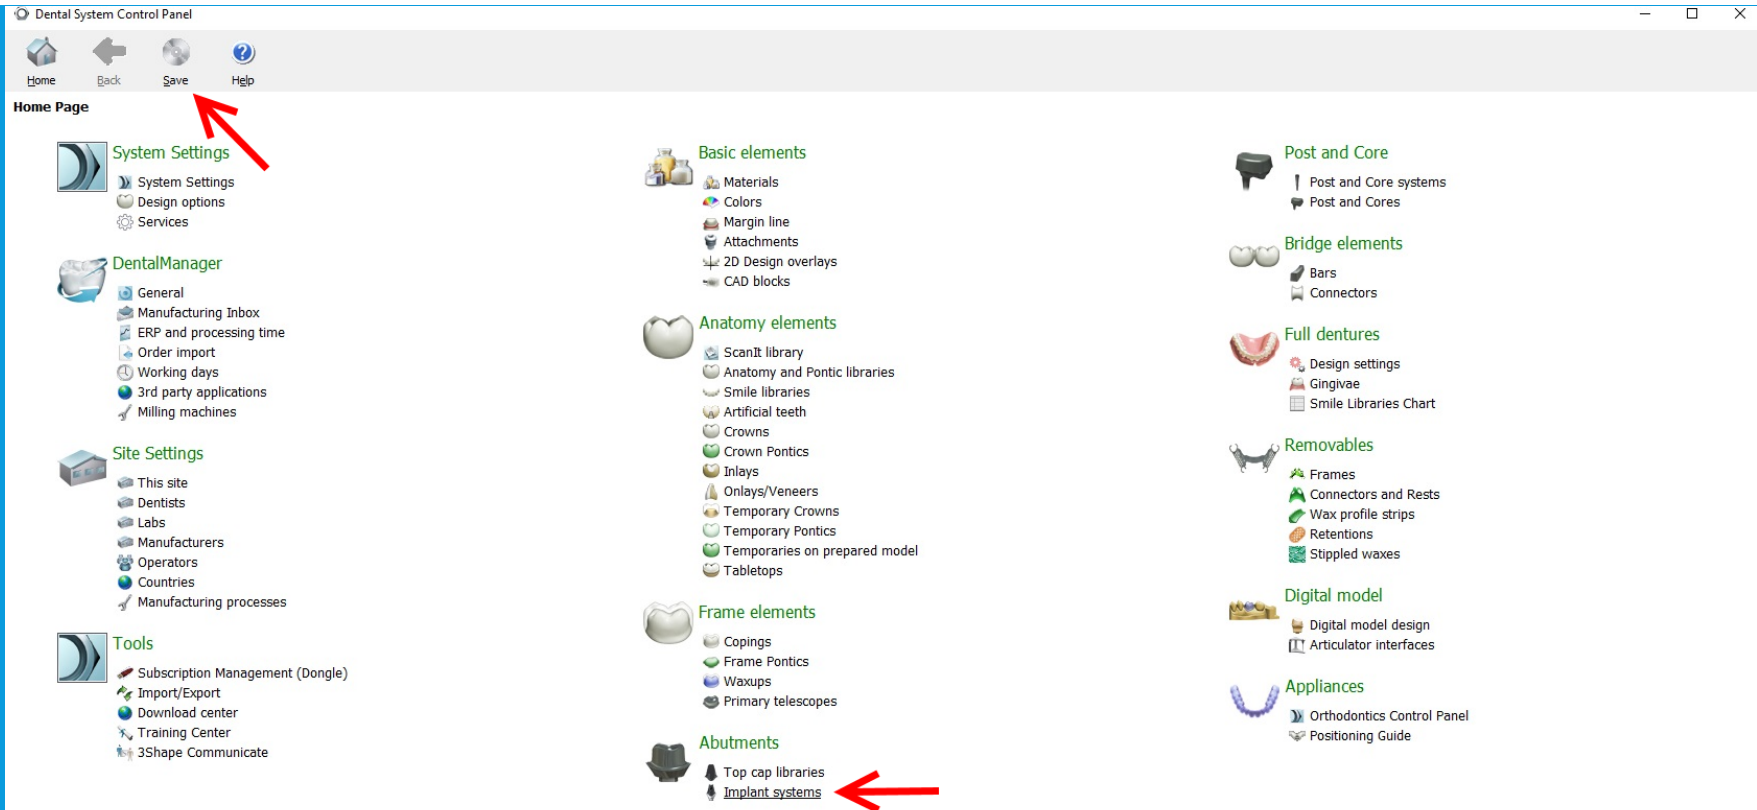 Dental System Control Panel
Home
Back
Save
Help
Home Page
System Settings
System Settings
Design options
Services
DentalManager
General
Manufacturing Inbox
ERP and processing time
Order import
Working days
3rd party applications
Milling machines
Site Settings
This site
Dentists
Labs
Manufacturers
Operators
Countries
Manufacturing processes
Tools
Subscription Management (Dongle)
Import/Export
Download center
Training Center
3Shape Communicate
Basic elements
Materials
Colors
Margin line
Attachments
2D Design overlays
CAD blocks
Anatomy elements
ScanIt library
Anatomy and Pontic libraries
Smile libraries
Artificial teeth
Crowns
Crown Pontics
Inlays
Onlays/Veneers
Temporary Crowns
Temporary Pontics
Temporaries on prepared model
Tabletops
Frame elements
Copings
Frame Pontics
Waxups
Primary telescopes
Abutments
Top cap libraries
Implant systems
Post and Core
Post and Core systems
Post and Cores
Bridge elements
Bars
Connectors
Full dentures
Design settings
Gingivae
Smile Libraries Chart
Removables
Frames
Connectors and Rests
Wax profile strips
Retentions
Stippled waxes
Digital model
Digital model design
Articulator interfaces
Appliances
Orthodontics Control Panel
Positioning Guide